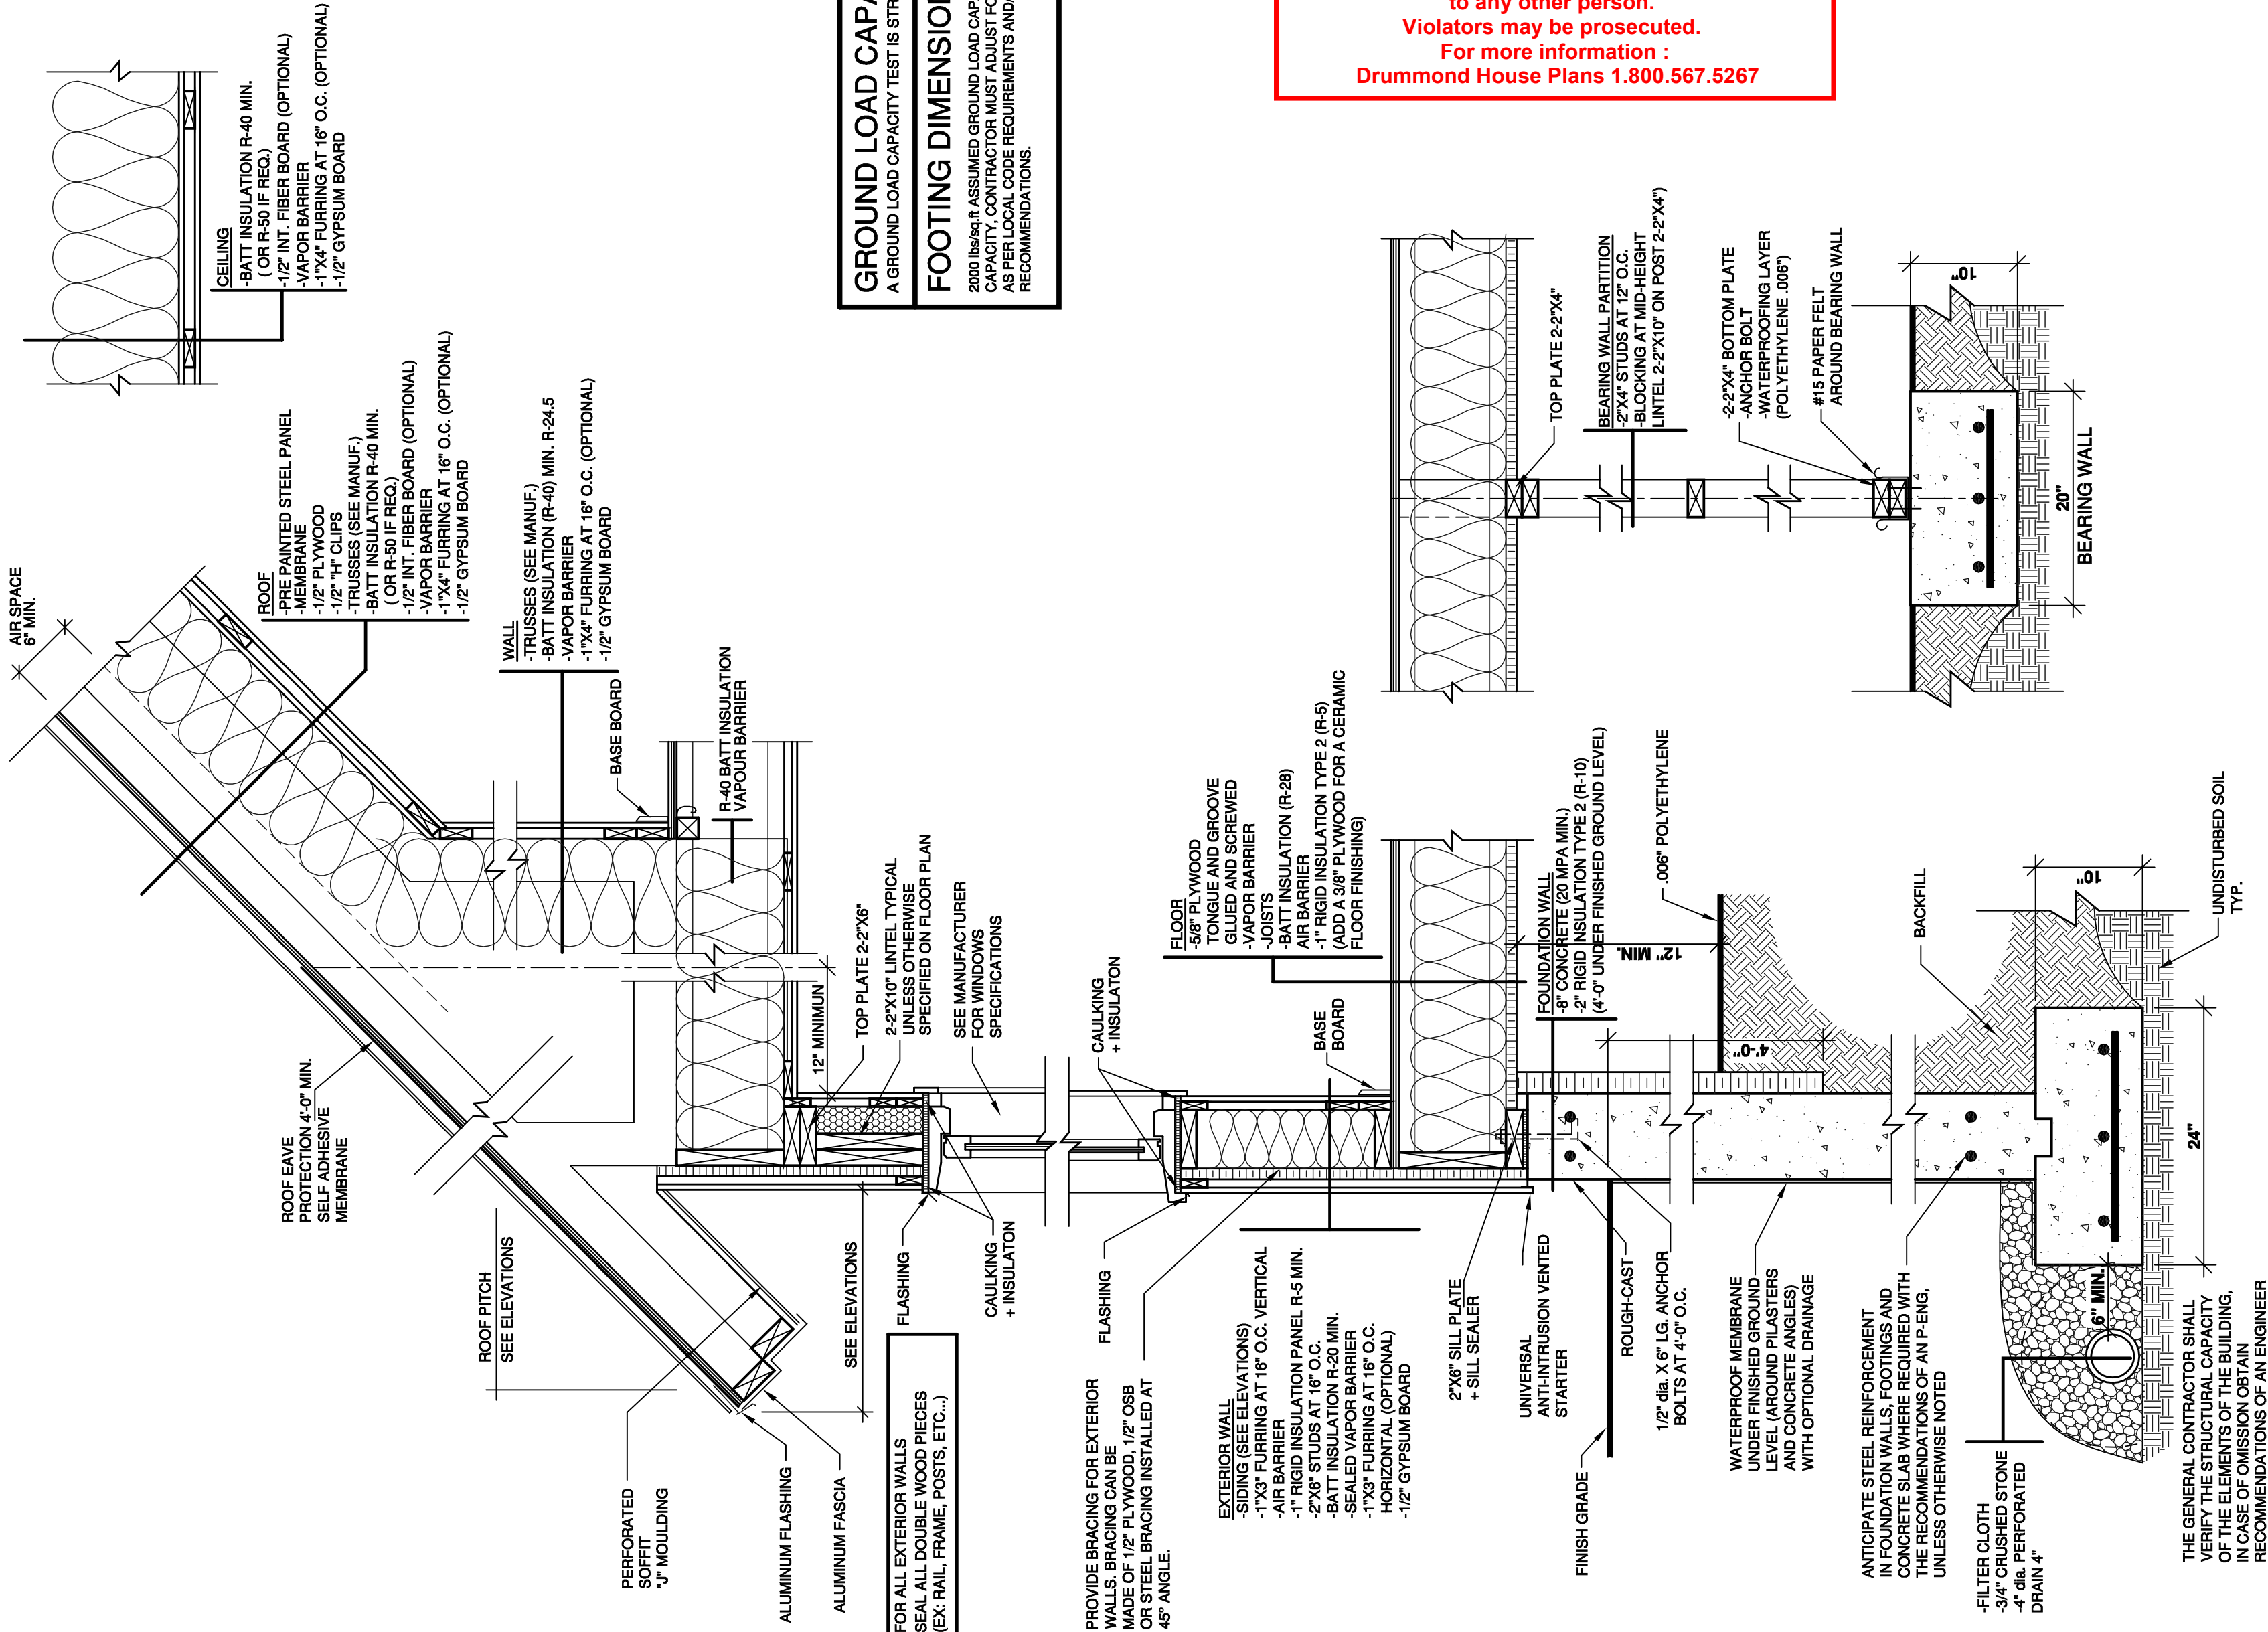 to any other person.
Violators may be prosecuted.
For more information :
Drummond House Plans 1.800.567.5267
CEILING
-BATT INSULATION R-40 MIN.
( OR R-50 IF REQ.)
-1/2" INT. FIBER BOARD (OPTIONAL)
-VAPOR BARRIER
-1"X4" FURRING AT 16" O.C. (OPTIONAL)
-1/2" GYPSUM BOARD
AIR SPACE
6" MIN.
ROOF
-PRE PAINTED STEEL PANEL
-MEMBRANE
-1/2" PLYWOOD
-1/2" "H" CLIPS
-TRUSSES (SEE MANUF.)
-BATT INSULATION R-40 MIN.
( OR R-50 IF REQ.)
-1/2" INT. FIBER BOARD (OPTIONAL)
-VAPOR BARRIER
-1"X4" FURRING AT 16" O.C. (OPTIONAL)
-1/2" GYPSUM BOARD
WALL
-TRUSSES (SEE MANUF.)
-BATT INSULATION (R-40) MIN. R-24.5
-VAPOR BARRIER
-1"X4" FURRING AT 16" O.C. (OPTIONAL)
-1/2" GYPSUM BOARD
BASE BOARD
R-40 BATT INSULATION
VAPOUR BARRIER
GROUND LOAD CAPA
A GROUND LOAD CAPACITY TEST IS STR
FOOTING DIMENSION
2000 lbs/sq.ft ASSUMED GROUND LOAD CAP
CAPACITY, CONTRACTOR MUST ADJUST FO
AS PER LOCAL CODE REQUIREMENTS AND
RECOMMENDATIONS.
ROOF EAVE
PROTECTION 4'-0" MIN.
SELF ADHESIVE
MEMBRANE
ROOF PITCH
SEE ELEVATIONS
12" MINIMUN
TOP PLATE 2-2"X6"
2-2"X10" LINTEL TYPICAL
UNLESS OTHERWISE
SPECIFIED ON FLOOR PLAN
SEE MANUFACTURER
FOR WINDOWS
SPECIFICATIONS
PERFORATED
SOFFIT
"J" MOULDING
ALUMINUM FLASHING
ALUMINUM FASCIA
SEE ELEVATIONS
FLASHING
CAULKING
+ INSULATON
FOR ALL EXTERIOR WALLS
SEAL ALL DOUBLE WOOD PIECES
(EX: RAIL, FRAME, POSTS, ETC...)
CAULKING
+ INSULATON
FLASHING
PROVIDE BRACING FOR EXTERIOR
WALLS. BRACING CAN BE
MADE OF 1/2" PLYWOOD, 1/2" OSB
OR STEEL BRACING INSTALLED AT
45° ANGLE.
FLOOR
-5/8" PLYWOOD
TONGUE AND GROOVE
GLUED AND SCREWED
-VAPOR BARRIER
-JOISTS
-BATT INSULATION (R-28)
AIR BARRIER
-1" RIGID INSULATION TYPE 2 (R-5)
(ADD A 3/8" PLYWOOD FOR A CERAMIC
FLOOR FINISHING)
BASE
BOARD
EXTERIOR WALL
-SIDING (SEE ELEVATIONS)
-1"X3" FURRING AT 16" O.C. VERTICAL
-AIR BARRIER
-1" RIGID INSULATION PANEL R-5 MIN.
-2"X6" STUDS AT 16" O.C.
-BATT INSULATION R-20 MIN.
-SEALED VAPOR BARRIER
-1"X3" FURRING AT 16" O.C.
HORIZONTAL (OPTIONAL)
-1/2" GYPSUM BOARD
2"X6" SILL PLATE
+ SILL SEALER
UNIVERSAL
ANTI-INTRUSION VENTED
STARTER
FOUNDATION WALL
-8" CONCRETE (20 MPA MIN.)
-2" RIGID INSULATION TYPE 2 (R-10)
(4'-0" UNDER FINISHED GROUND LEVEL)
12" MIN.
.006" POLYETHYLENE
4'-0"
FINISH GRADE
ROUGH-CAST
1/2" dia. X 6" LG. ANCHOR
BOLTS AT 4'-0" O.C.
WATERPROOF MEMBRANE
UNDER FINISHED GROUND
LEVEL (AROUND PILASTERS
AND CONCRETE ANGLES)
WITH OPTIONAL DRAINAGE
ANTICIPATE STEEL REINFORCEMENT
IN FOUNDATION WALLS, FOOTINGS AND
CONCRETE SLAB WHERE REQUIRED WITH
THE RECOMMENDATIONS OF AN P-ENG,
UNLESS OTHERWISE NOTED
BACKFILL
10"
24"
UNDISTURBED SOIL
TYP.
-FILTER CLOTH
-3/4" CRUSHED STONE
-4" dia. PERFORATED
DRAIN 4"
6" MIN.
THE GENERAL CONTRACTOR SHALL
VERIFY THE STRUCTURAL CAPACITY
OF THE ELEMENTS OF THE BUILDING,
IN CASE OF OMISSION OBTAIN
RECOMMENDATIONS OF AN ENGINEER
TOP PLATE 2-2"X4"
BEARING WALL PARTITION
-2"X4" STUDS AT 12" O.C.
-BLOCKING AT MID-HEIGHT
LINTEL 2-2"X10" ON POST 2-2"X4")
-2-2"X4" BOTTOM PLATE
-ANCHOR BOLT
-WATERPROOFING LAYER
(POLYETHYLENE .006")
#15 PAPER FELT
AROUND BEARING WALL
10"
20"
BEARING WALL